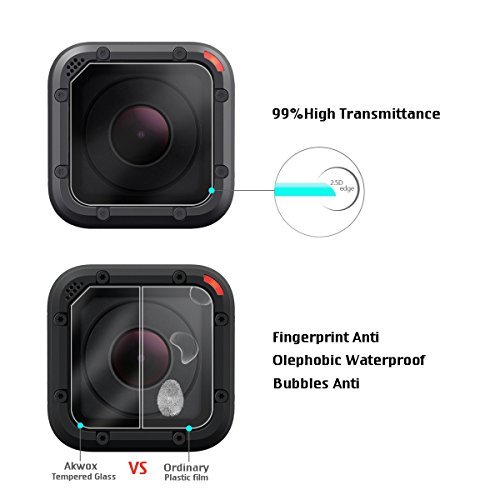 99%High Transmittance
2.5D
edge
Fingerprint Anti
Olephobic Waterproof
Bubbles Anti
Akwox
Tempered Glass
VS
Ordinary
Plastic film